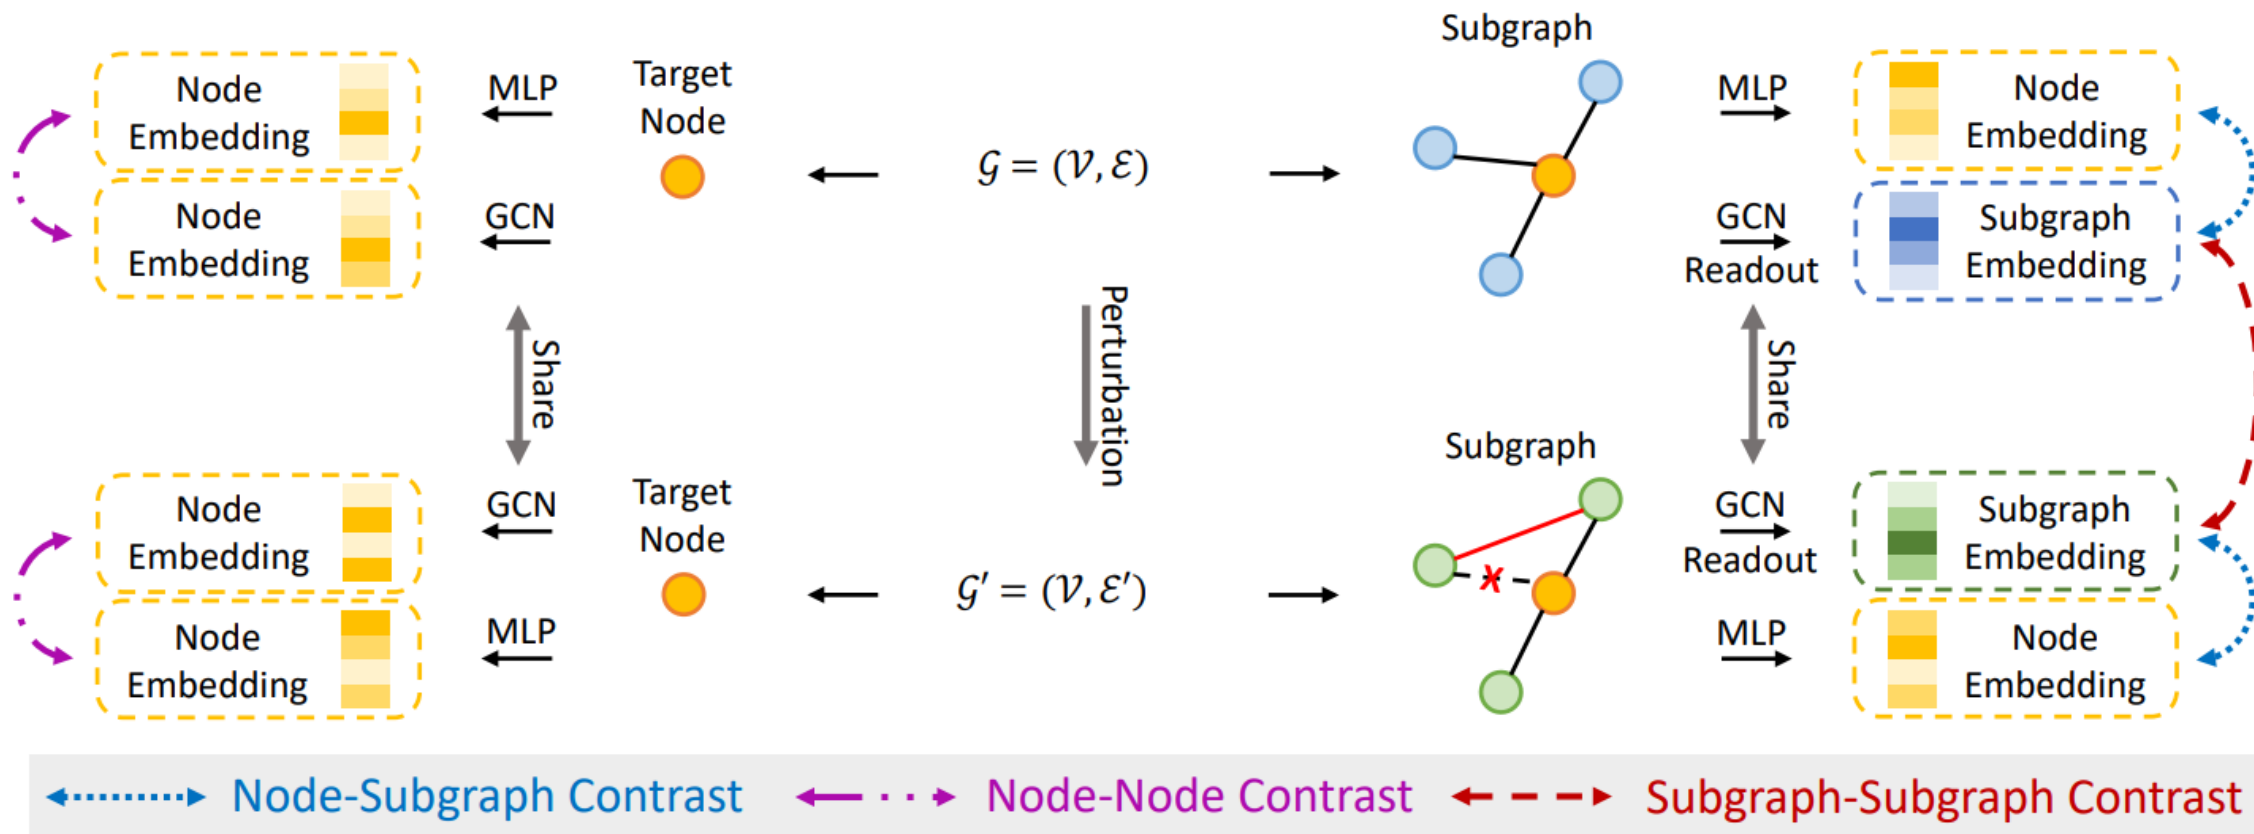 Node
Embedding
MLP
Target
Node
Node
Embedding
GCN
𝒢 = (𝒱, ℰ)
Subgraph
MLP
Node
Embedding
GCN
Readout
Subgraph
Embedding
Share
Perturbation
Share
Node
Embedding
GCN
Target
Node
Node
Embedding
MLP
𝒢′ = (𝒱, ℰ′)
Subgraph
X
GCN
Readout
Subgraph
Embedding
MLP
Node
Embedding
Node-Subgraph Contrast
Node-Node Contrast
Subgraph-Subgraph Contrast